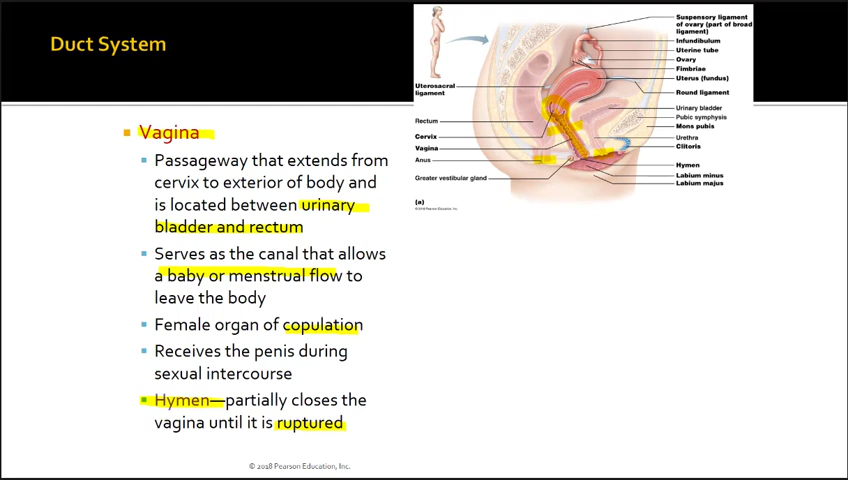 Duct System
Vagina
Passageway that extends from
cervix to exterior of body and
is located between urinary
bladder and rectum
Serves as the canal that allows
a baby or menstrual flow to
leave the body
Female organ of copulation
Receives the penis during
sexual intercourse
Hymen—partially closes the
vagina until it is ruptured
© 2018 Pearson Education, Inc.
Uterosacral
ligament
Rectum
Cervix
Vagina
Anus
Greater vestibular gland
(a)
© 2018 Pearson Education, Inc.
Suspensory ligament
of ovary (part of broad
ligament)
Infundibulum
Uterine tube
Ovary
Fimbriae
Uterus (fundus)
Round ligament
Urinary bladder
Pubic symphysis
Mons pubis
Urethra
Clitoris
Hymen
Labium minus
Labium majus